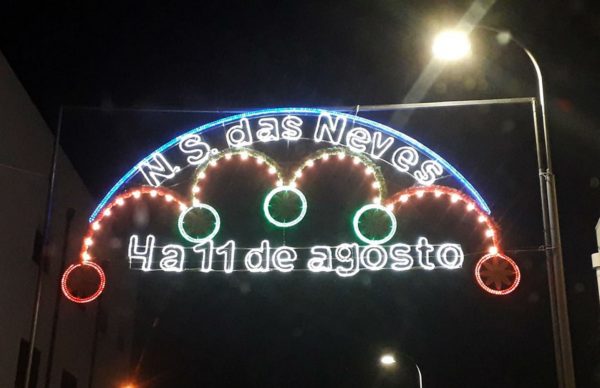 N. S. das Neves
4 a 11 de agosto